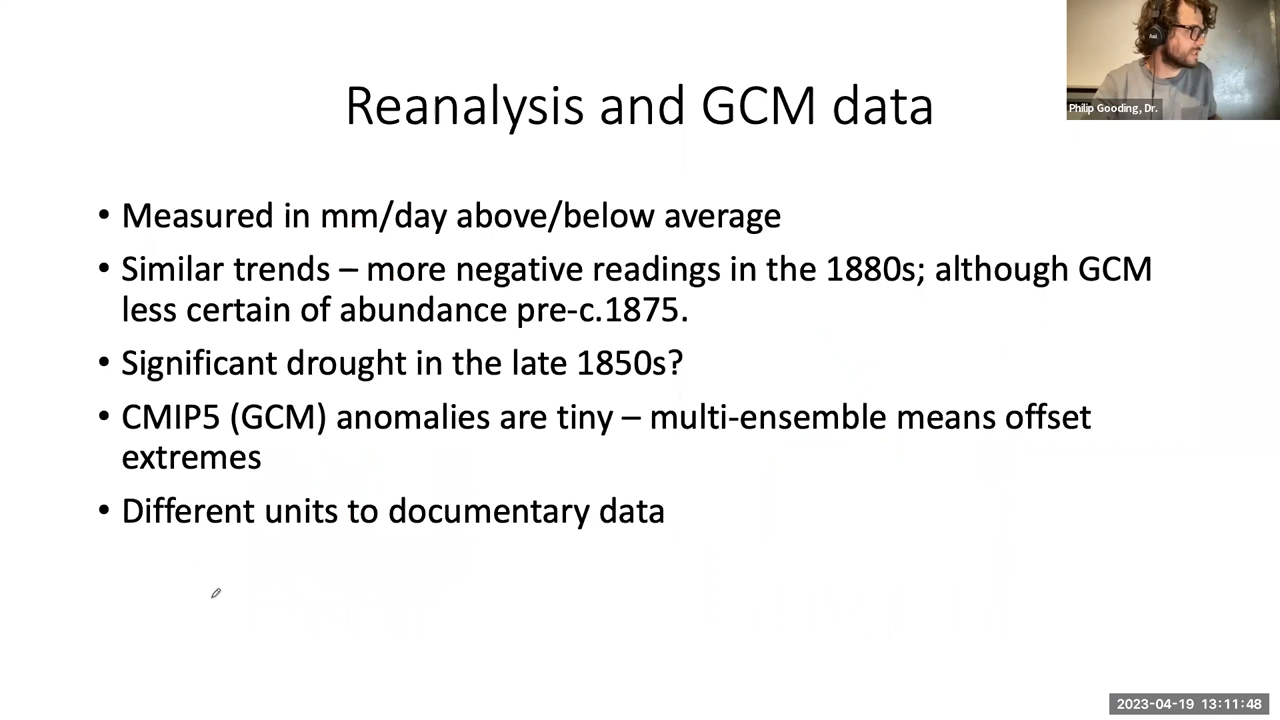 Reanalysis and GCM data
Philip Gooding, Dr.
• Measured in mm/day above/below average
• Similar trends – more negative readings in the 1880s; although GCM
less certain of abundance pre-c.1875.
• Significant drought in the late 1850s?
• CMIP5 (GCM) anomalies are tiny – multi-ensemble means offset
extremes
• Different units to documentary data
2023-04-19 13:11:48